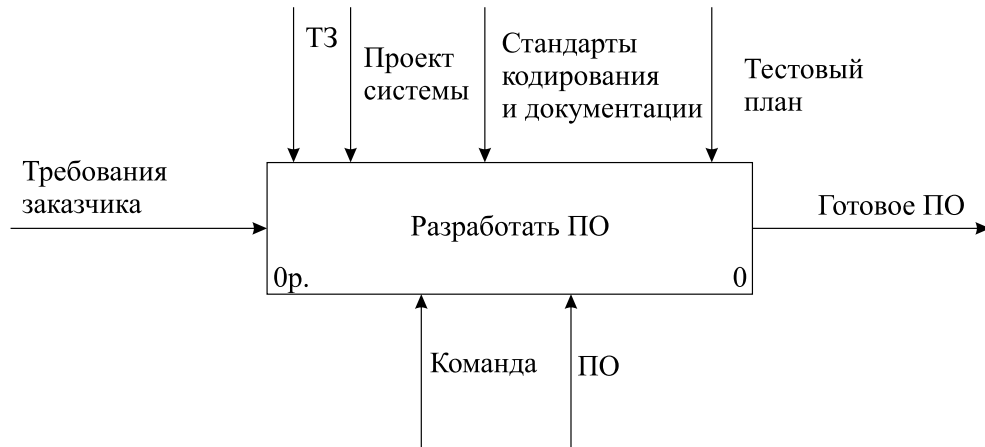 ТЗ
Проект
системы
Стандарты
кодирования
и документации
Тестовый
план
Требования
заказчика
Разработать ПО
Готовое ПО
0р.
0
Команда
ПО